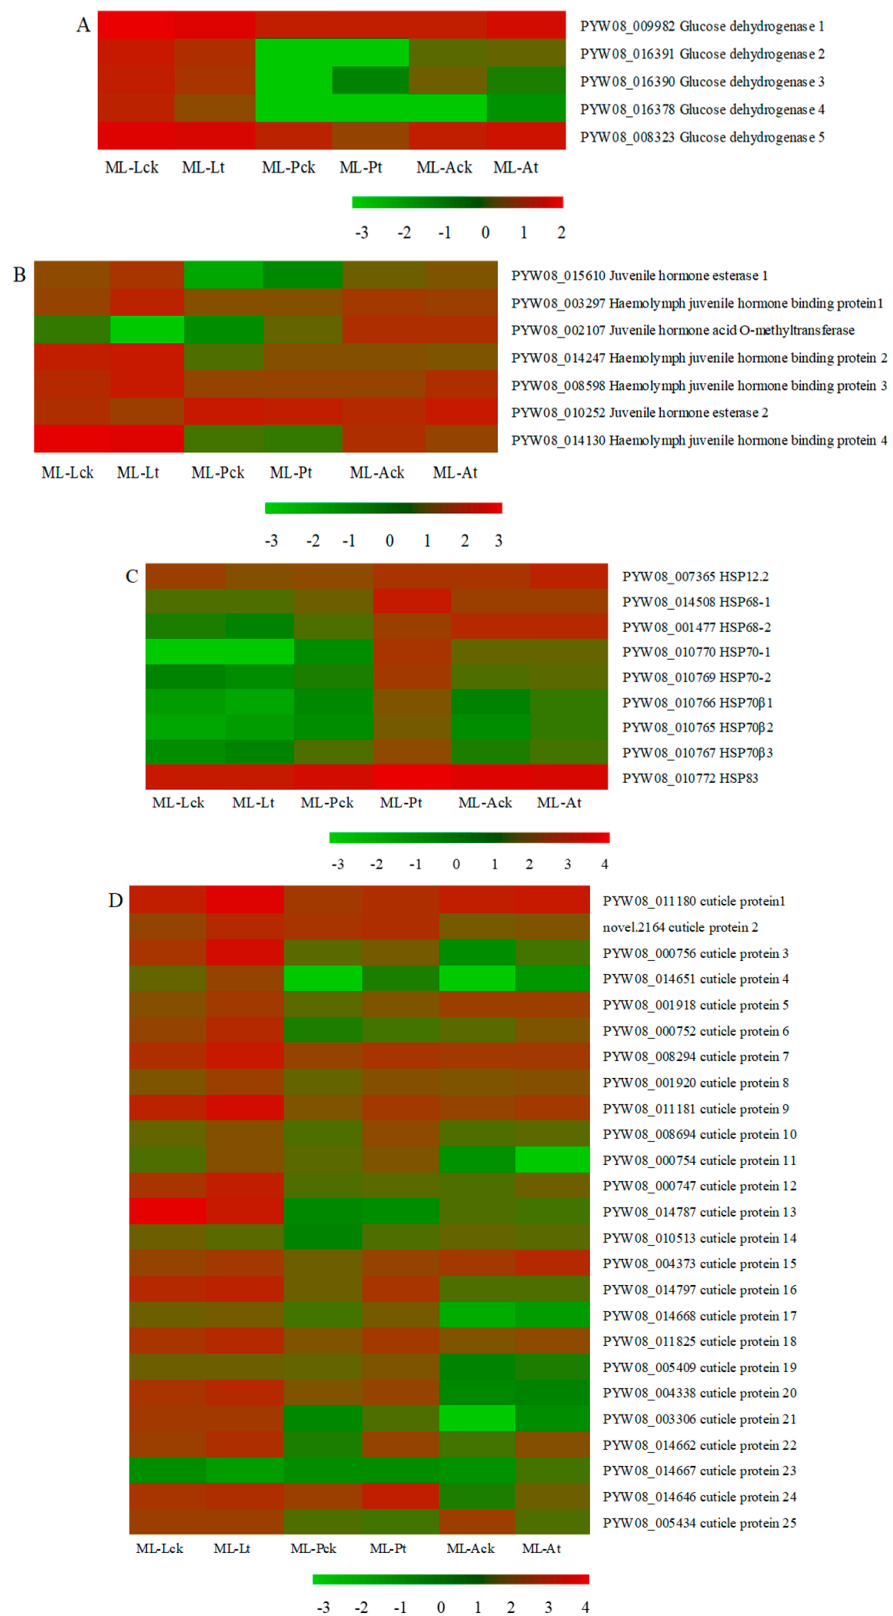 A
PYW08_009982 Glucose dehydrogenase 1
PYW08_016391 Glucose dehydrogenase 2
PYW08_016390 Glucose dehydrogenase 3
PYW08_016378 Glucose dehydrogenase 4
PYW08_008323 Glucose dehydrogenase 5
ML-Lck ML-Lt ML-Pck ML-Pt ML-Ack ML-At
-3 -2 -1 0 1 2
B
PYW08_015610 Juvenile hormone esterase 1
PYW08_003297 Haemolymph juvenile hormone binding protein1
PYW08_002107 Juvenile hormone acid O-methyltransferase
PYW08_014247 Haemolymph juvenile hormone binding protein 2
PYW08_008598 Haemolymph juvenile hormone binding protein 3
PYW08_010252 Juvenile hormone esterase 2
PYW08_014130 Haemolymph juvenile hormone binding protein 4
ML-Lck ML-Lt ML-Pck ML-Pt ML-Ack ML-At
-3 -2 -1 0 1 2 3
C
PYW08_007365 HSP12.2
PYW08_014508 HSP68-1
PYW08_001477 HSP68-2
PYW08_010770 HSP70-1
PYW08_010769 HSP70-2
PYW08_010766 HSP70β1
PYW08_010765 HSP70β2
PYW08_010767 HSP70β3
PYW08_010772 HSP83
ML-Lck ML-Lt ML-Pck ML-Pt ML-Ack ML-At
-3 -2 -1 0 1 2 3 4
D
PYW08_011180 cuticle protein1
novel.2164 cuticle protein 2
PYW08_000756 cuticle protein 3
PYW08_014651 cuticle protein 4
PYW08_001918 cuticle protein 5
PYW08_000752 cuticle protein 6
PYW08_008294 cuticle protein 7
PYW08_001920 cuticle protein 8
PYW08_011181 cuticle protein 9
PYW08_008694 cuticle protein 10
PYW08_000754 cuticle protein 11
PYW08_000747 cuticle protein 12
PYW08_014787 cuticle protein 13
PYW08_010513 cuticle protein 14
PYW08_004373 cuticle protein 15
PYW08_014797 cuticle protein 16
PYW08_014668 cuticle protein 17
PYW08_011825 cuticle protein 18
PYW08_005409 cuticle protein 19
PYW08_004338 cuticle protein 20
PYW08_003306 cuticle protein 21
PYW08_014662 cuticle protein 22
PYW08_014667 cuticle protein 23
PYW08_014646 cuticle protein 24
PYW08_005434 cuticle protein 25
ML-Lck ML-Lt ML-Pck ML-Pt ML-Ack ML-At
-3 -2 -1 0 1 2 3 4